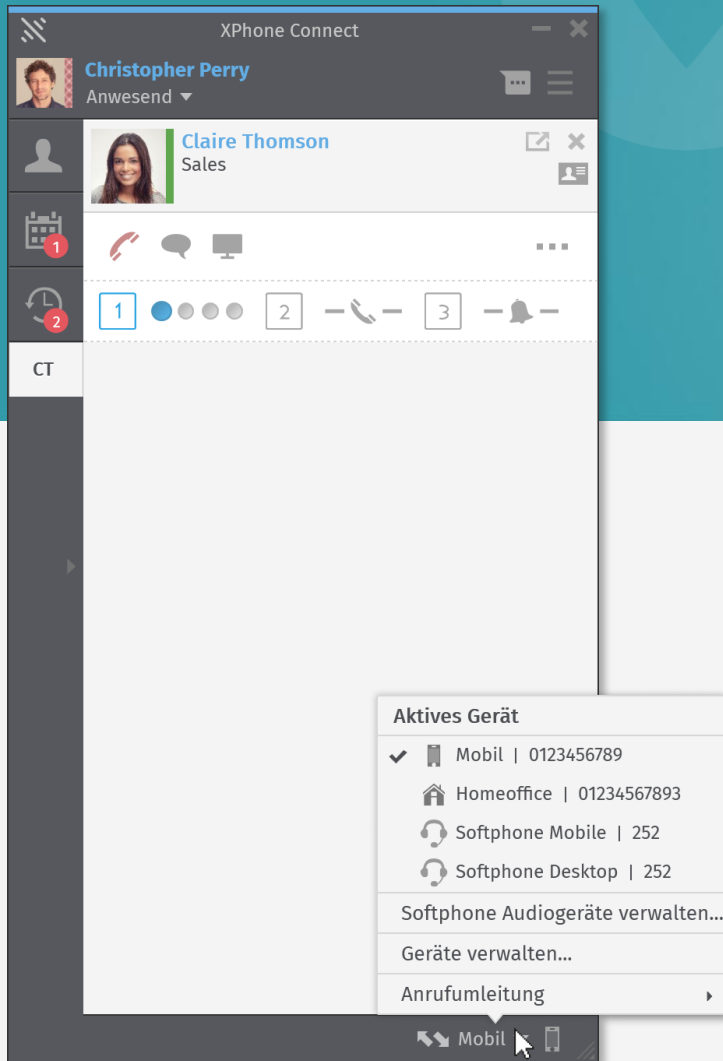 XPhone Connect
Christopher Perry
Anwesend
Claire Thomson
Sales
1
1 2 3
2
CT
Aktives Gerät
Mobil | 0123456789
Homeoffice | 01234567893
Softphone Mobile | 252
Softphone Desktop | 252
Softphone Audiogeräte verwalten...
Geräte verwalten...
Anrufumleitung
Mobil